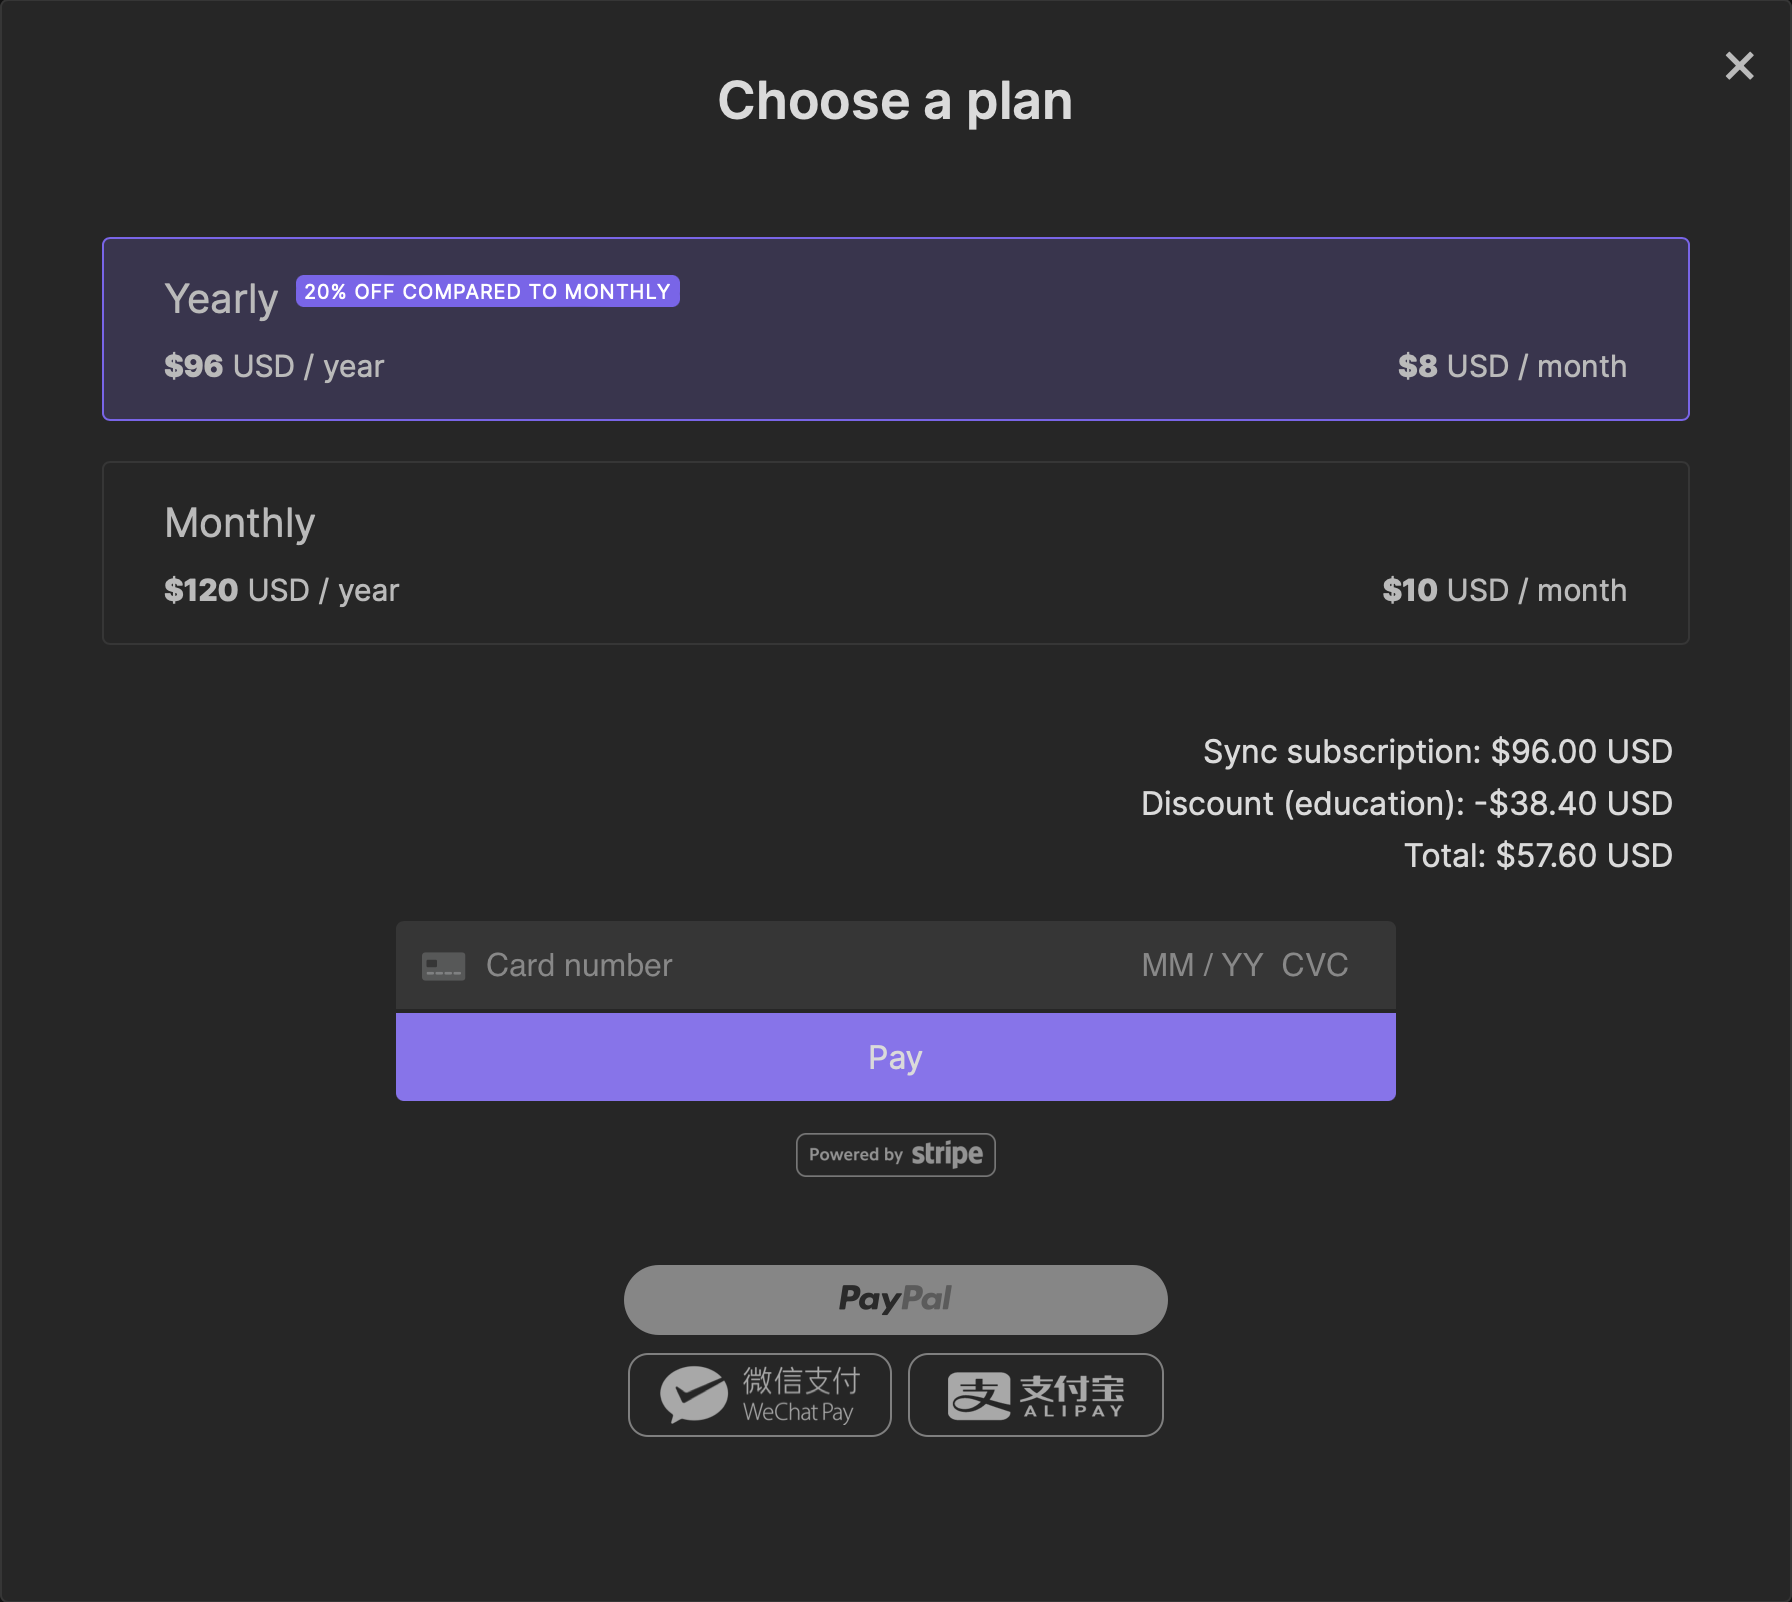 Choose a plan
Yearly 20% OFF COMPARED TO MONTHLY
$96 USD / year $8 USD / month
Monthly
$120 USD / year $10 USD / month
Sync subscription: $96.00 USD
Discount (education): -$38.40 USD
Total: $57.60 USD
Card number MM / YY CVC
Pay
Powered by stripe
PayPal
微信支付
WeChat Pay
支付宝
ALIPAY